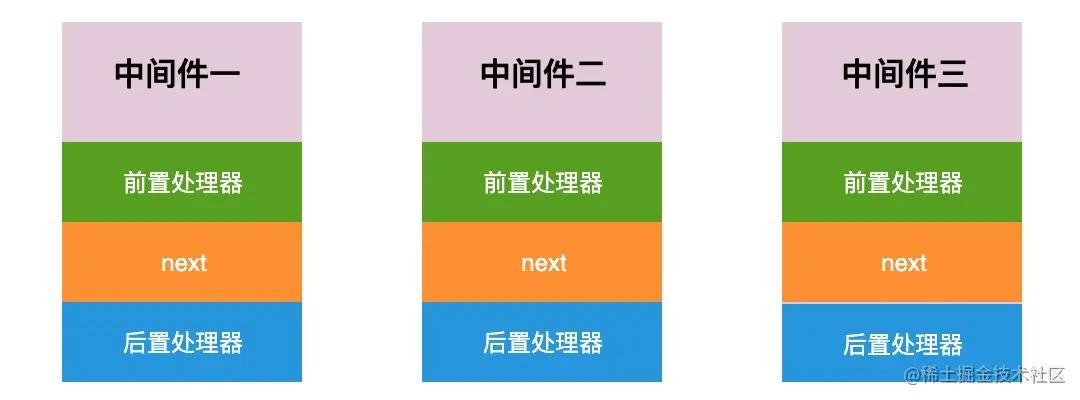 中间件一
中间件二
中间件三
前置处理器
前置处理器
前置处理器
next
next
next
后置处理器
后置处理器
后置处理器
@稀土掘金技术社区